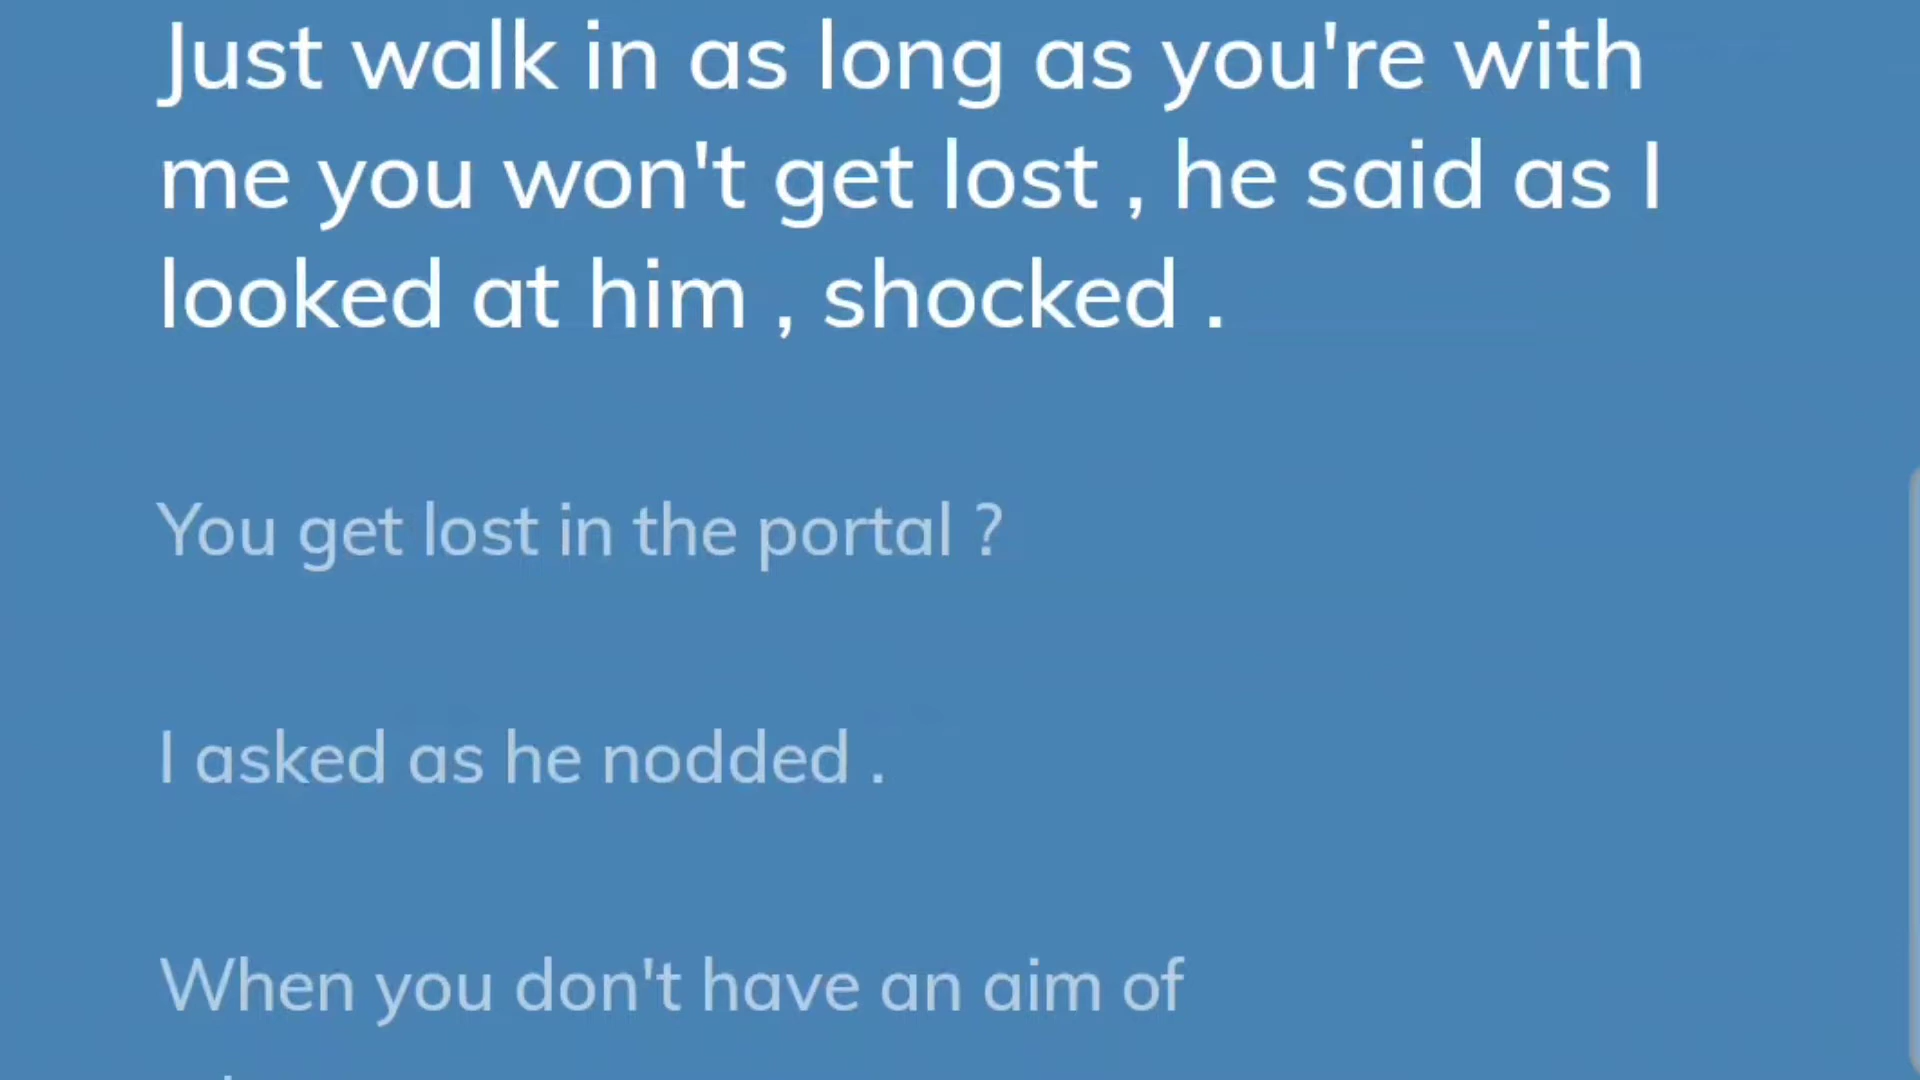 Just walk in as long as you're with
me you won't get lost , he said as I
looked at him , shocked .
You get lost in the portal ?
I asked as he nodded .
When you don't have an aim of